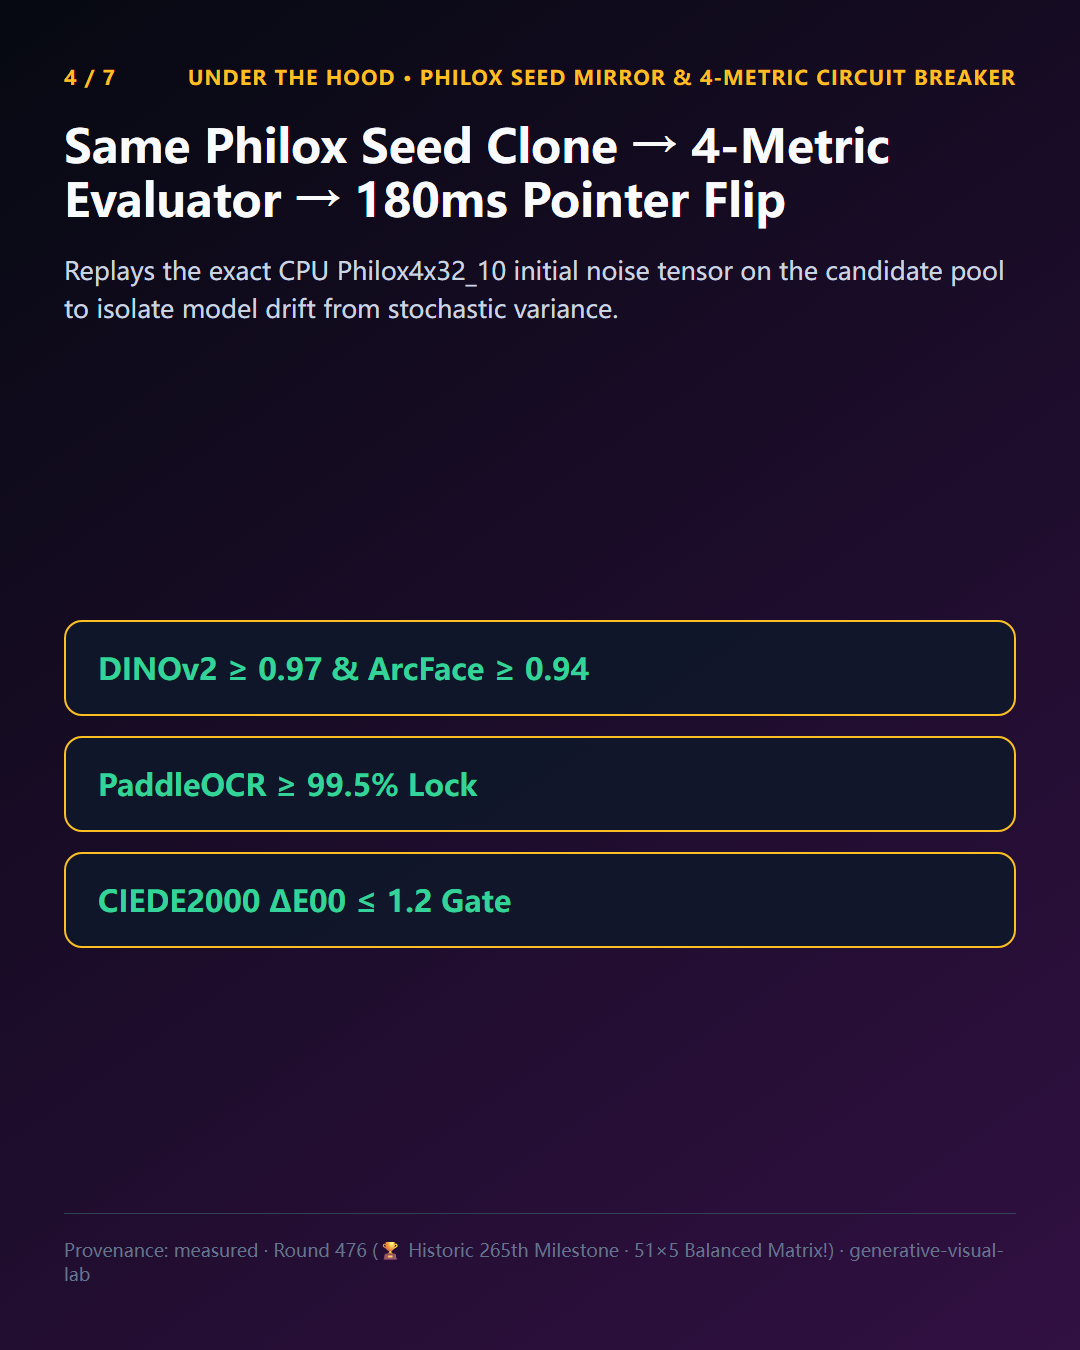 4 / 7
UNDER THE HOOD • PHILOX SEED MIRROR & 4-METRIC CIRCUIT BREAKER
Same Philox Seed Clone → 4-Metric
Evaluator → 180ms Pointer Flip
Replays the exact CPU Philox4x32_10 initial noise tensor on the candidate pool
to isolate model drift from stochastic variance.
DINOv2 ≥ 0.97 & ArcFace ≥ 0.94
PaddleOCR ≥ 99.5% Lock
CIEDE2000 ΔE00 ≤ 1.2 Gate
Provenance: measured · Round 476 (🏆 Historic 265th Milestone · 51×5 Balanced Matrix!) · generative-visual-
lab